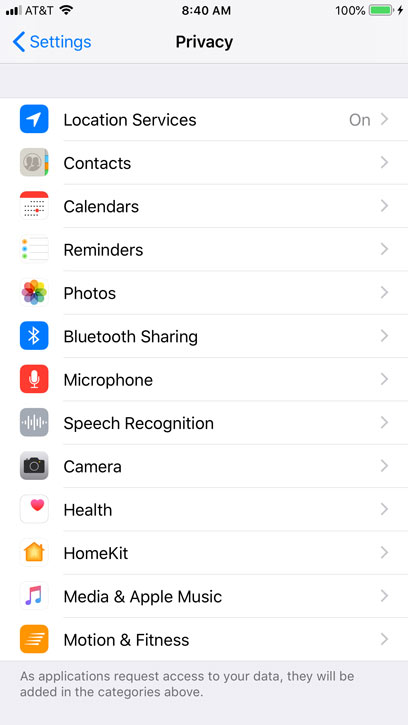 AT&T 8:40 AM 100%
Settings Privacy
Location Services On
Contacts
Calendars
Reminders
Photos
Bluetooth Sharing
Microphone
Speech Recognition
Camera
Health
HomeKit
Media & Apple Music
Motion & Fitness
As applications request access to your data, they will be
added in the categories above.